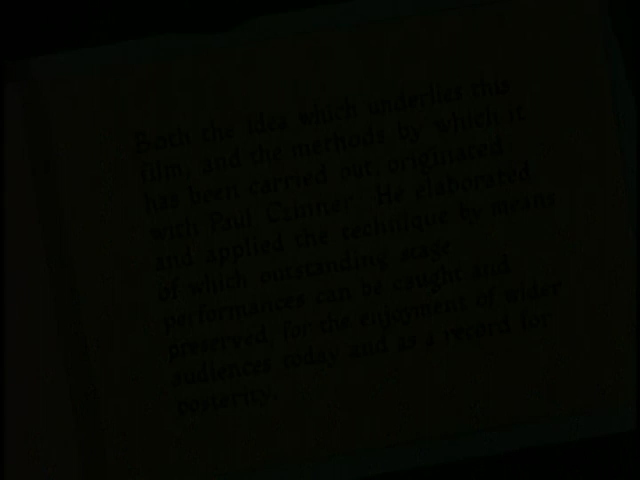 Both the idea which underlies this
film, and the methods by which it
has been carried out, originated
with Paul Czinner. He elaborated
and applied the technique by means
of which outstanding stage
performances can be caught and
preserved for the enjoyment of wider
audiences today and as a record for
posterity.